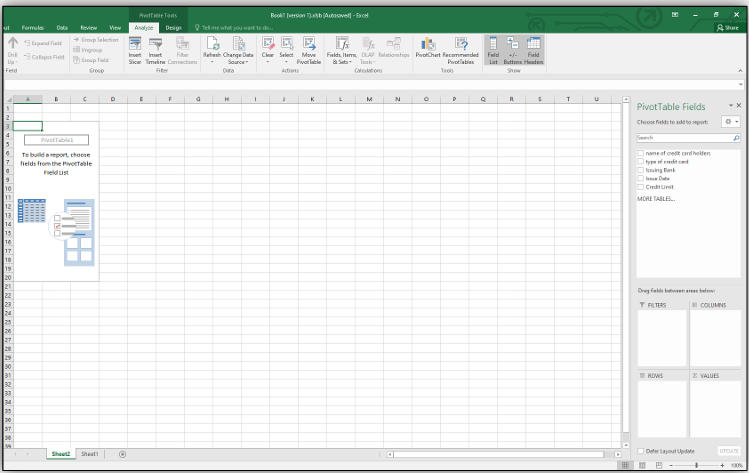 PivotTable Tools
Book1 (version 1).xlsb [Autosaved] - Excel
out Formulas Data Review View Analyze Design Tell me what you want to do... Share
Drill Up Expand Field
Collapse Field
Field
Group Selection
Ungroup
Group Field
Group
Insert Slicer
Insert Timeline
Filter Connections
Filter
Refresh
Change Data Source
Data
Clear
Select
Move PivotTable
Actions
Fields, Items, & Sets
OLAP Tools
Relationships
Calculations
PivotChart
Recommended PivotTables
Tools
Field List
+/- Buttons
Field Headers
Show
A B C D E F G H I J K L M N O P Q R S T U
1
2
3
4
5
6
7
8
9
10
11
12
13
14
15
16
17
18
19
20
21
22
23
24
25
26
27
28
29
30
31
32
33
34
35
36
37
38
39
PivotTable1
To build a report, choose
fields from the PivotTable
Field List
PivotTable Fields
Choose fields to add to report:
Search
name of credit card holders
type of credit card
Issuing Bank
Issue Date
Credit Limit
MORE TABLES...
Drag fields between areas below:
FILTERS COLUMNS
ROWS Σ VALUES
Defer Layout Update UPDATE
Sheet2 Sheet1
100%